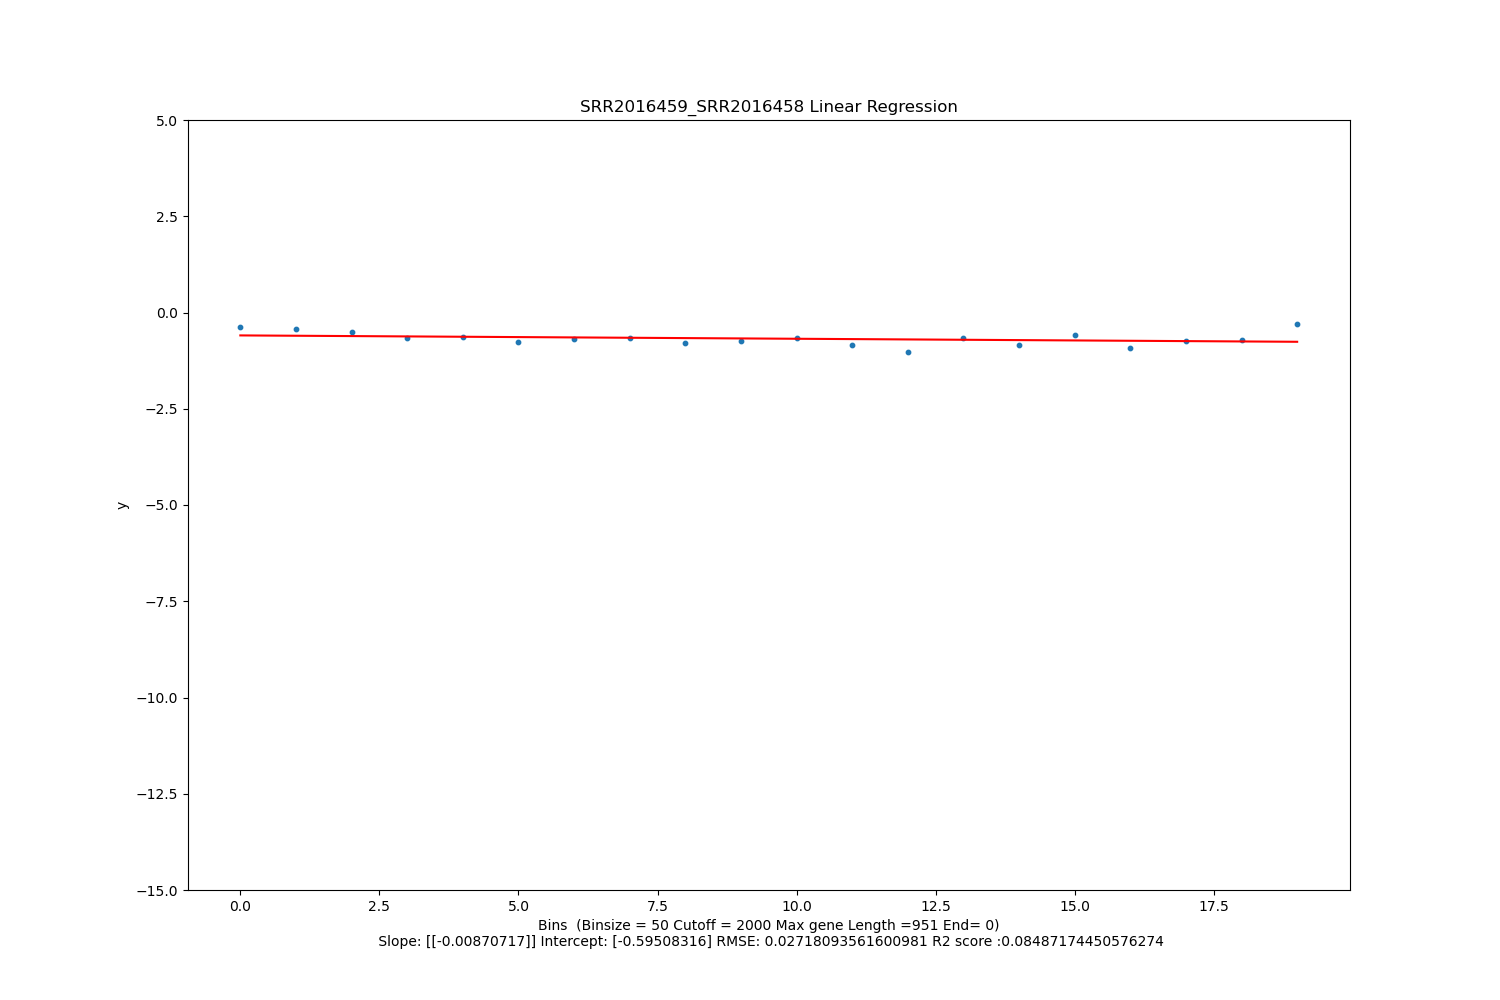 SRR2016459_SRR2016458 Linear Regression
5.0
2.5
0.0
−2.5
−5.0
−7.5
−10.0
−12.5
−15.0
y
0.0 2.5 5.0 7.5 10.0 12.5 15.0 17.5
Bins  (Binsize = 50 Cutoff = 2000 Max gene Length =951 End= 0)
Slope: [[-0.00870717]] Intercept: [-0.59508316] RMSE: 0.02718093561600981 R2 score :0.08487174450576274